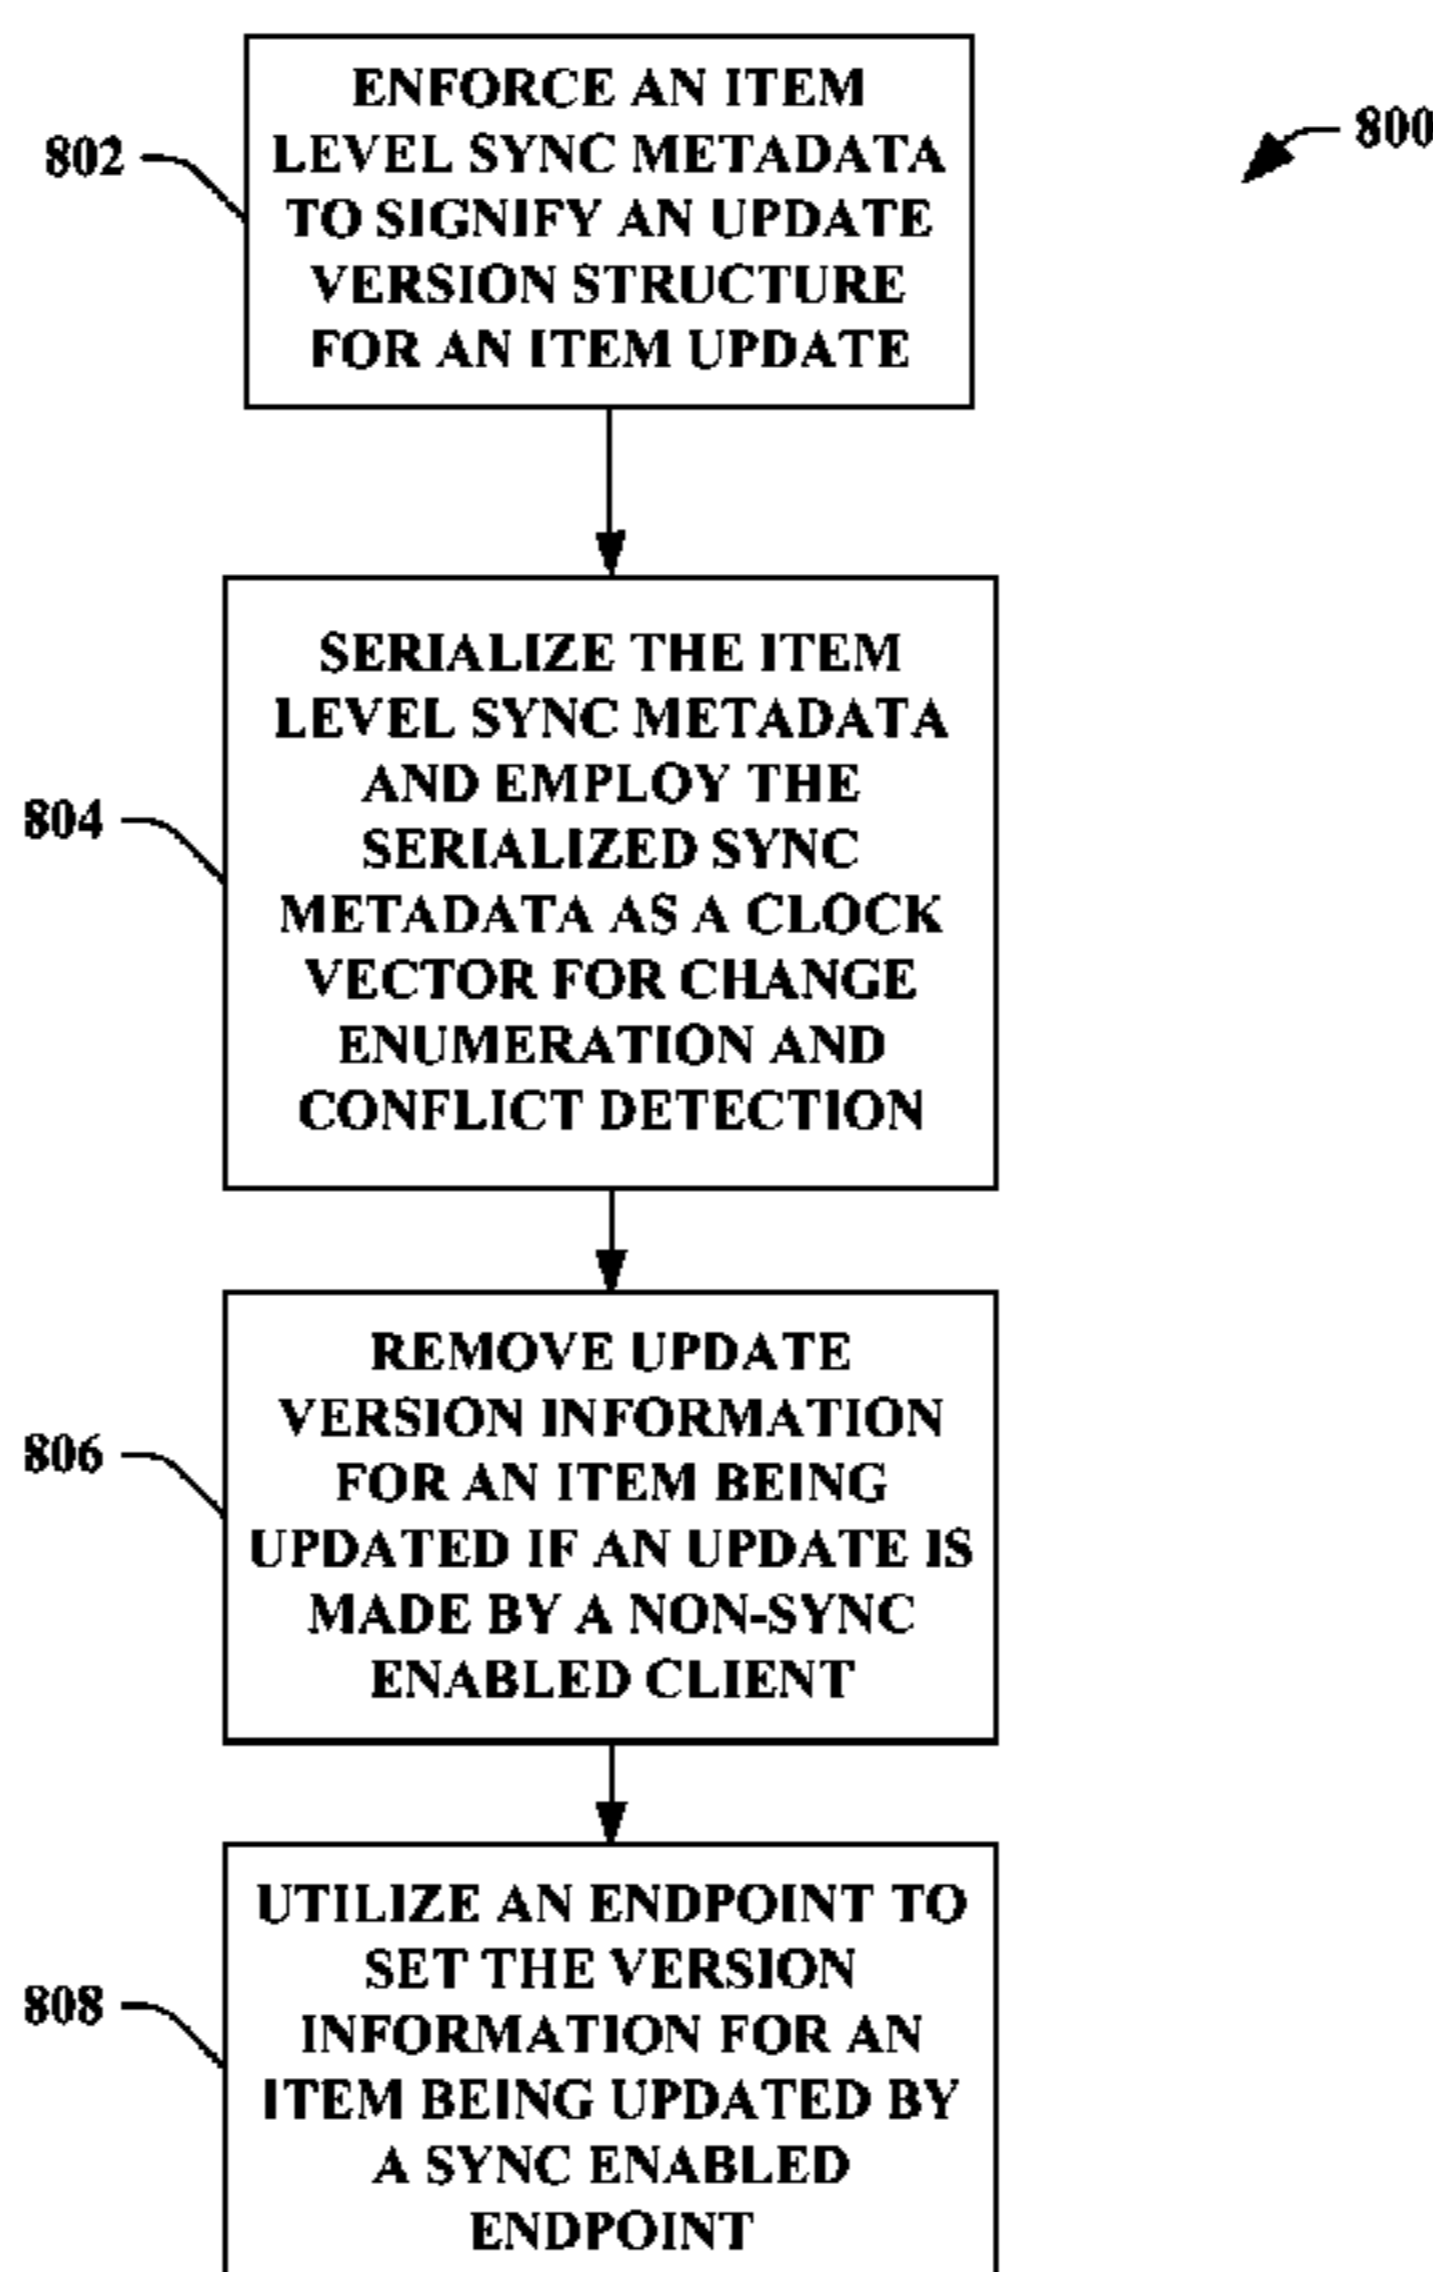 800
802
ENFORCE AN ITEM
LEVEL SYNC METADATA
TO SIGNIFY AN UPDATE
VERSION STRUCTURE
FOR AN ITEM UPDATE
804
SERIALIZE THE ITEM
LEVEL SYNC METADATA
AND EMPLOY THE
SERIALIZED SYNC
METADATA AS A CLOCK
VECTOR FOR CHANGE
ENUMERATION AND
CONFLICT DETECTION
806
REMOVE UPDATE
VERSION INFORMATION
FOR AN ITEM BEING
UPDATED IF AN UPDATE IS
MADE BY A NON-SYNC
ENABLED CLIENT
808
UTILIZE AN ENDPOINT TO
SET THE VERSION
INFORMATION FOR AN
ITEM BEING UPDATED BY
A SYNC ENABLED
ENDPOINT